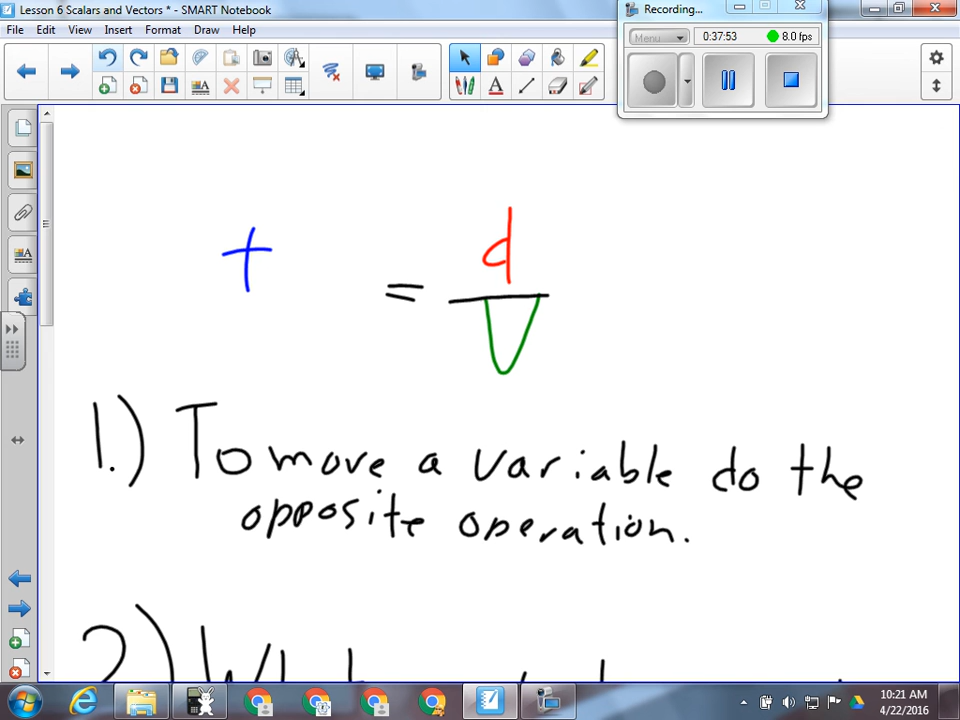 Lesson 6 Scalars and Vectors * - SMART Notebook
Recording...
File Edit View Insert Format Draw Help
Menu
0:37:53
8.0 fps
t = d
V
1.) To move a variable do the
opposite operation.
2.)
10:21 AM
4/22/2016